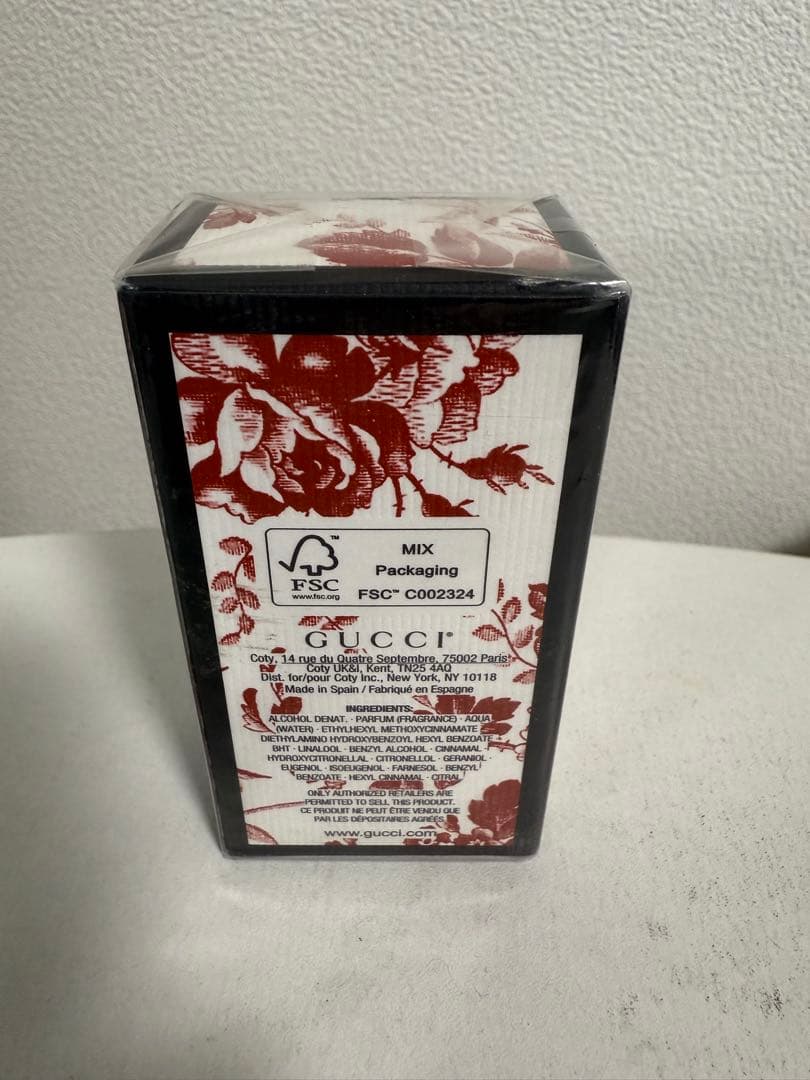 MIX
Packaging
FSC
www.fsc.org
FSC™ C002324
GUCCI
Coty, 14 rue du Quatre Septembre, 75002 Paris
Coty UK&I, Kent, TN25 4AQ
Dist. for/pour Coty Inc., New York, NY 10118
Made in Spain / Fabriqué en Espagne
INGREDIENTS:
ALCOHOL DENAT. · PARFUM (FRAGRANCE) · AQUA
(WATER) · ETHYLHEXYL METHOXYCINNAMATE
DIETHYLAMINO HYDROXYBENZOYL HEXYL BENZOATE
BHT · LINALOOL · BENZYL ALCOHOL · CINNAMAL
HYDROXYCITRONELLAL · CITRONELLOL · GERANIOL
EUGENOL · ISOEUGENOL · FARNESOL · BENZYL
BENZOATE · HEXYL CINNAMAL · CITRAL
ONLY AUTHORIZED RETAILERS ARE
PERMITTED TO SELL THIS PRODUCT.
CE PRODUIT NE PEUT ÊTRE VENDU QUE
PAR LES DÉPOSITAIRES AGRÉÉS.
www.gucci.com